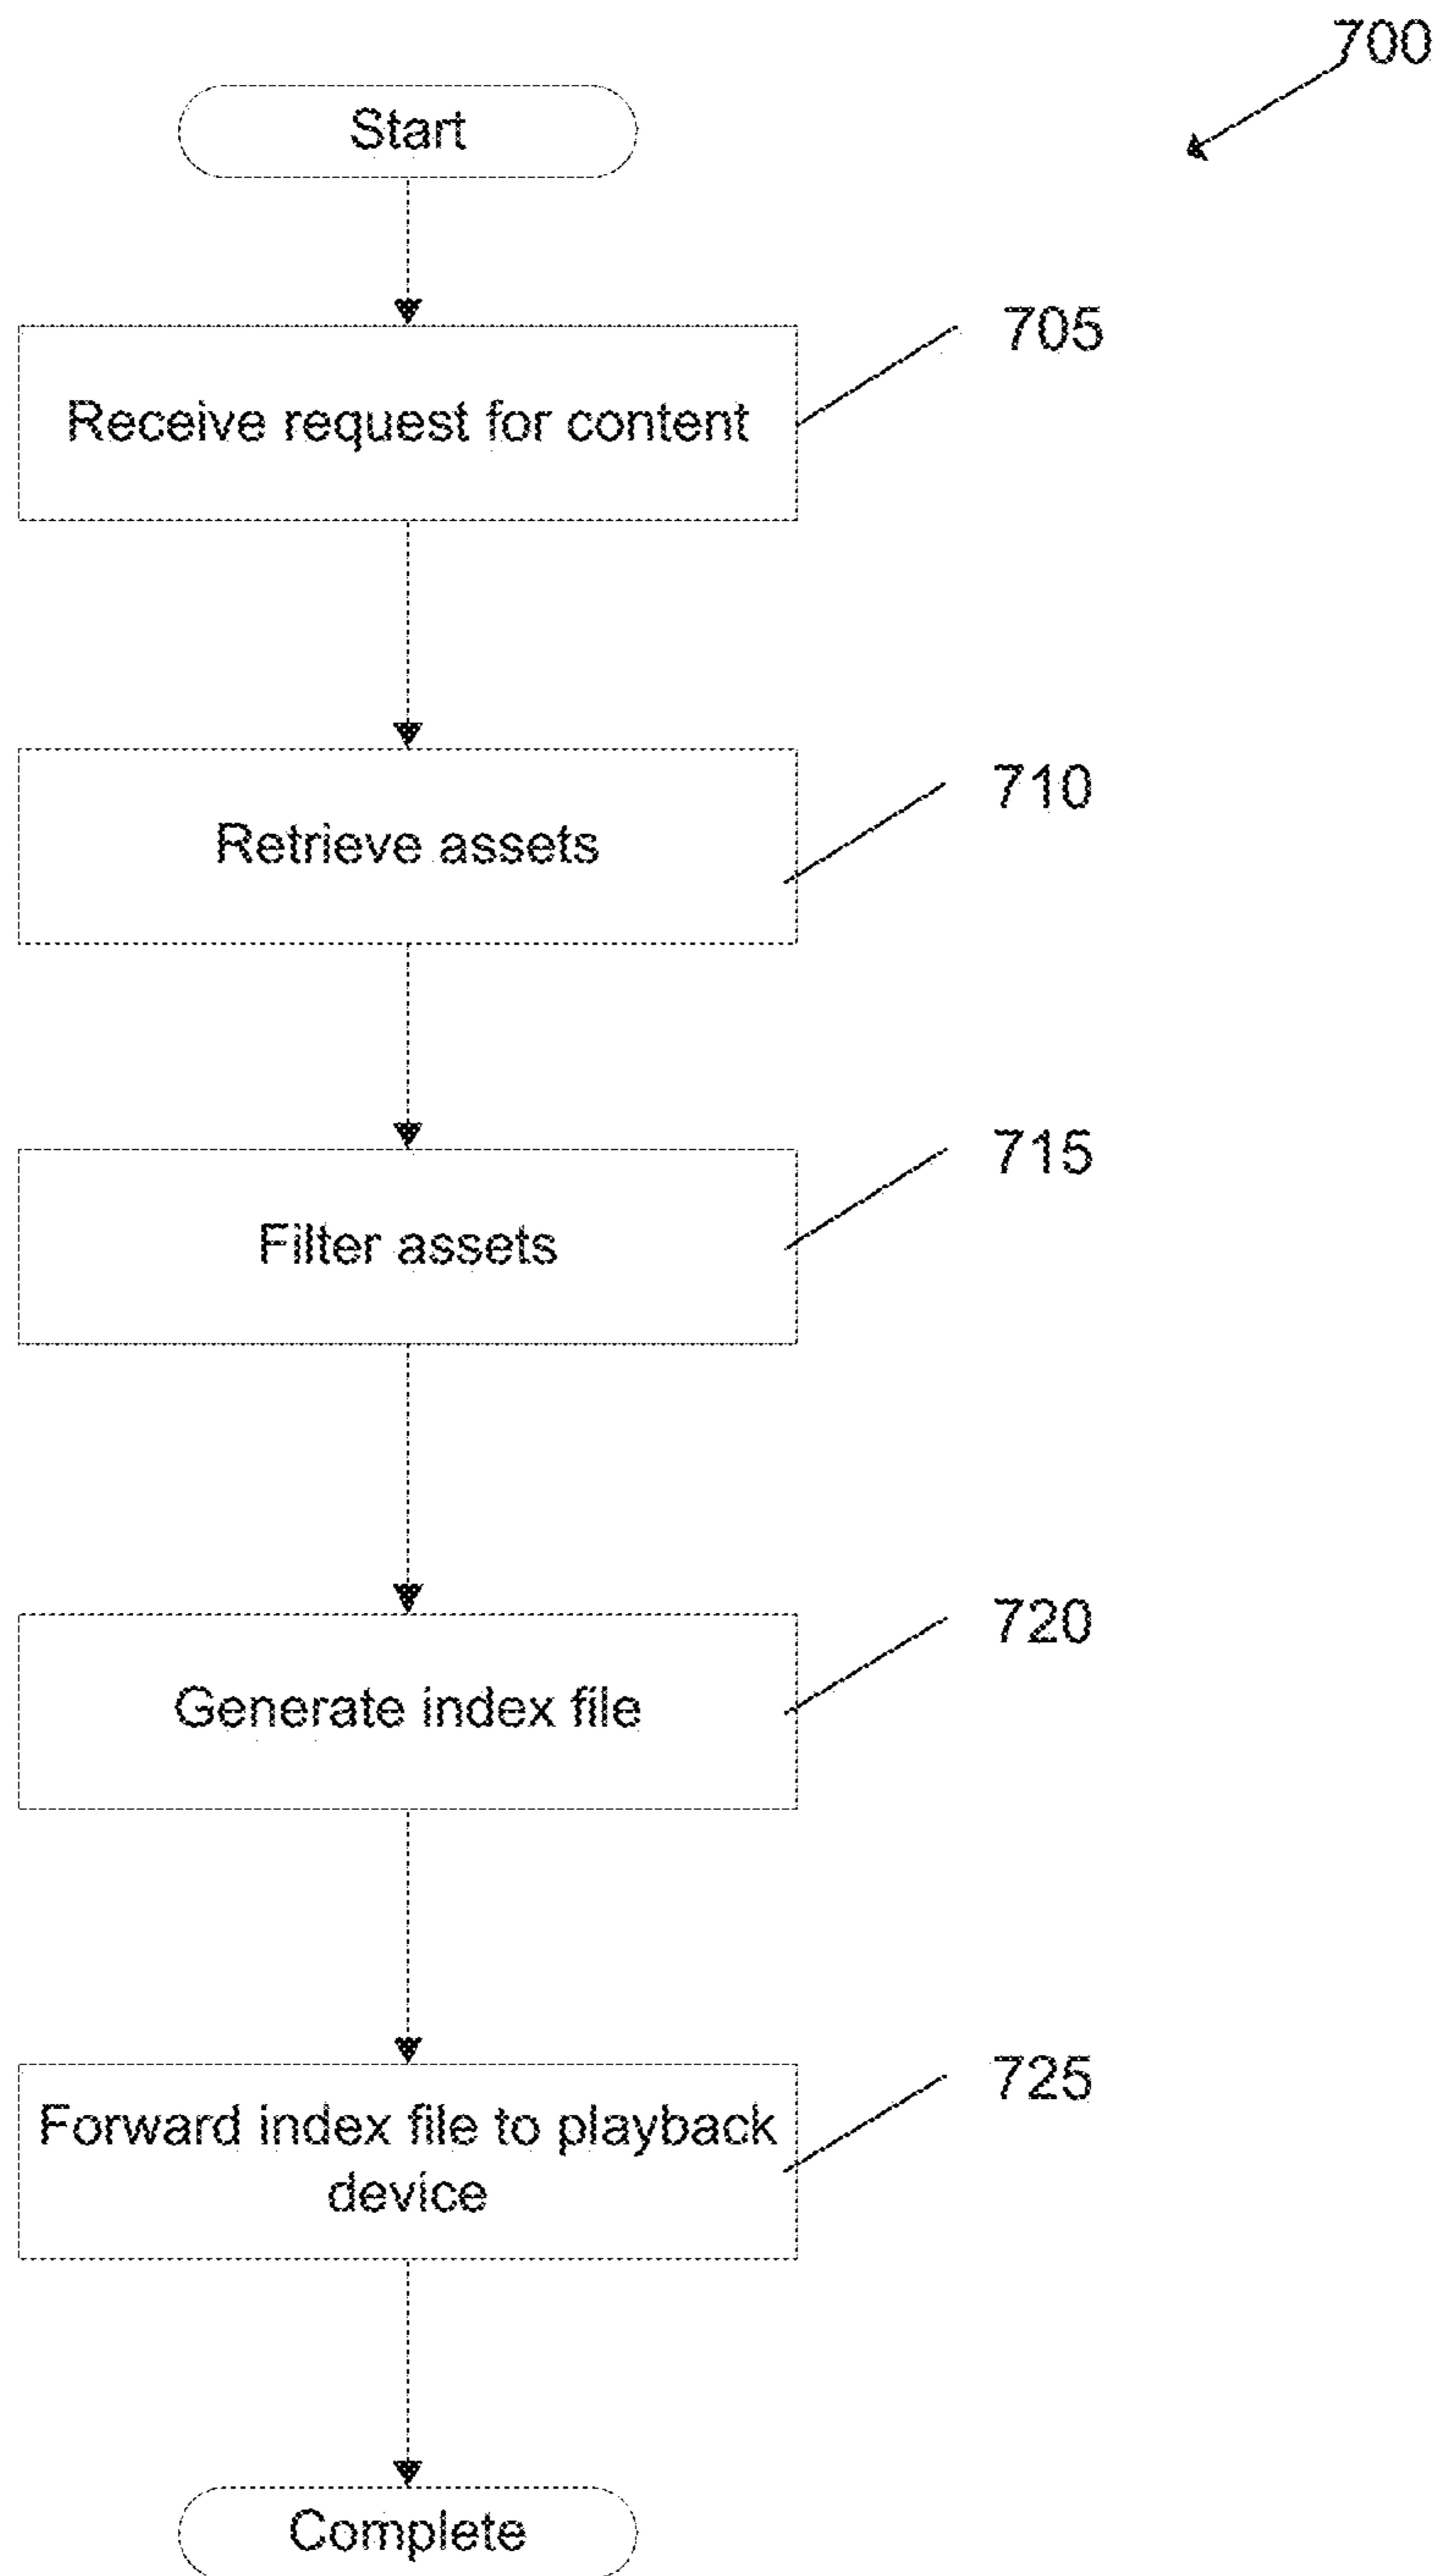 700
Start
705
Receive request for content
710
Retrieve assets
715
Filter assets
720
Generate index file
725
Forward index file to playback
device
Complete